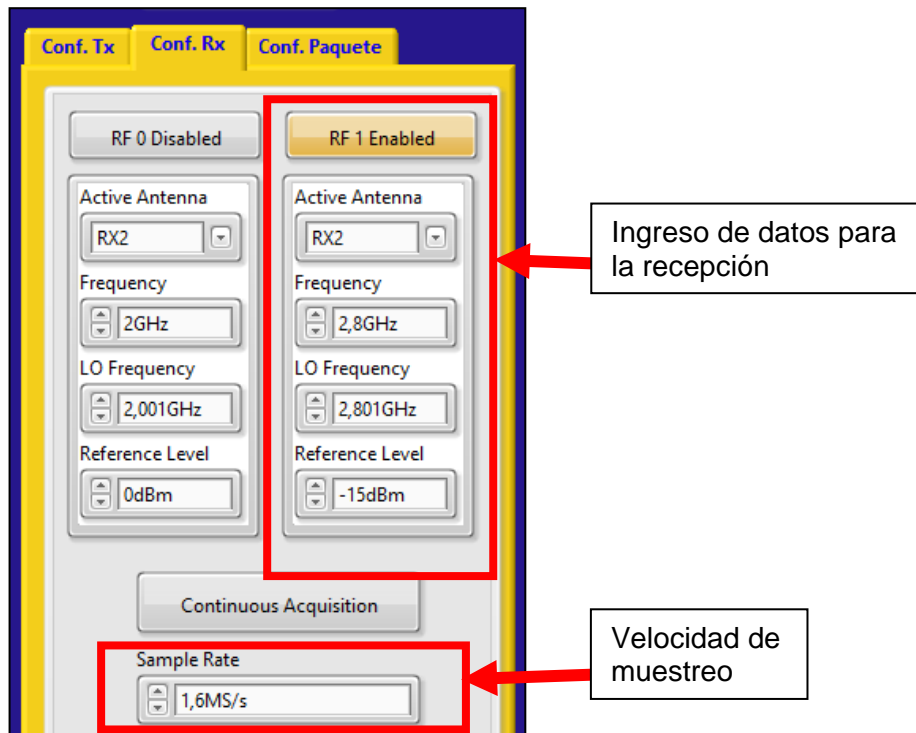 Conf. Tx
Conf. Rx
Conf. Paquete
RF 0 Disabled
Active Antenna
RX2
Frequency
2GHz
LO Frequency
2,001GHz
Reference Level
0dBm
RF 1 Enabled
Active Antenna
RX2
Frequency
2,8GHz
LO Frequency
2,801GHz
Reference Level
-15dBm
Continuous Acquisition
Sample Rate
1,6MS/s
Ingreso de datos para
la recepción
Velocidad de
muestreo